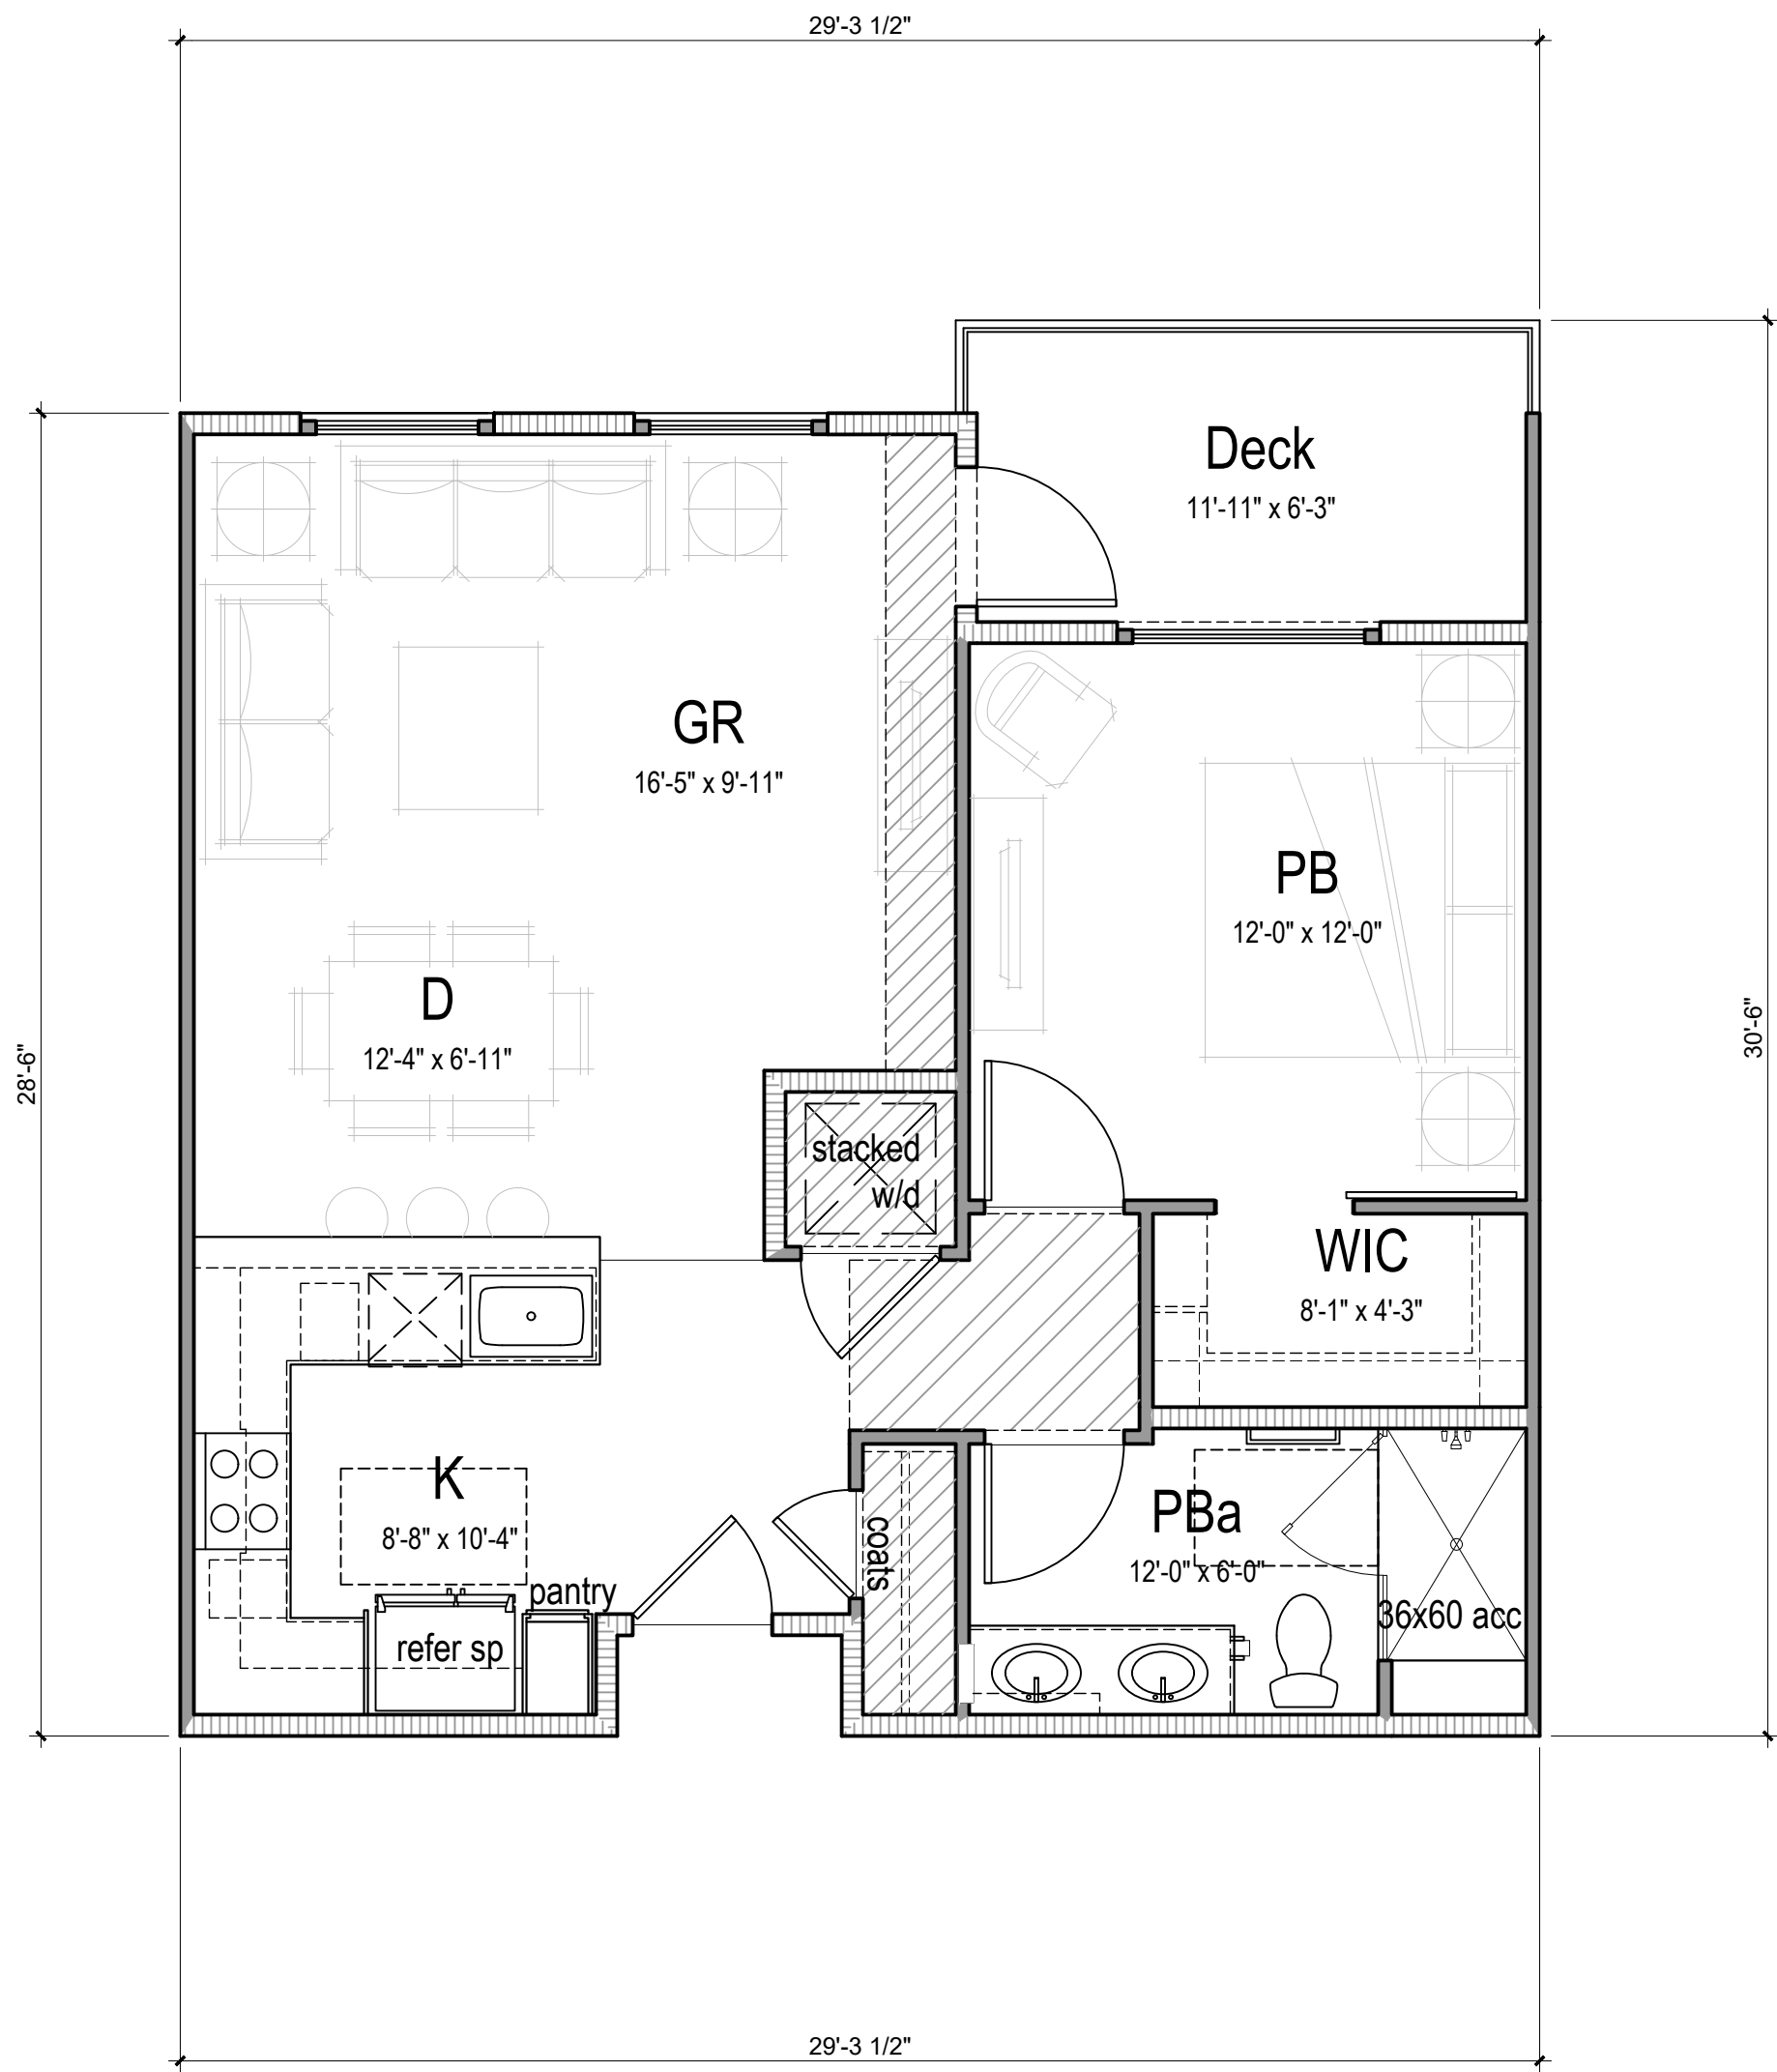 29'-3 1/2"
Deck
11'-11" x 6'-3"
GR
16'-5" x 9'-11"
PB
12'-0" x 12'-0"
D
12'-4" x 6'-11"
28'-6"
30'-6"
stacked
w/d
WIC
8'-1" x 4'-3"
K
8'-8" x 10'-4"
pantry
refer sp
coats
PBa
12'-0" x 6'-0"
36x60 acc
29'-3 1/2"